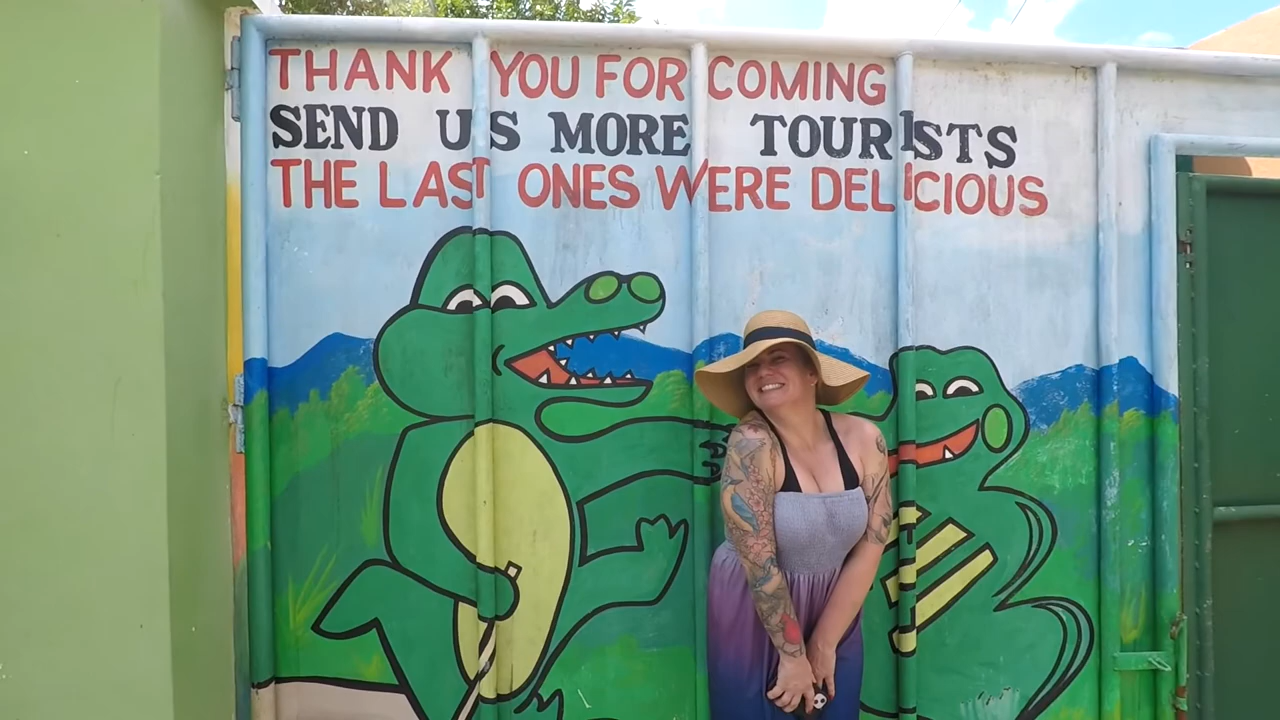 THANK YOU FOR COMING
SEND US MORE TOURISTS
THE LAST ONES WERE DELICIOUS